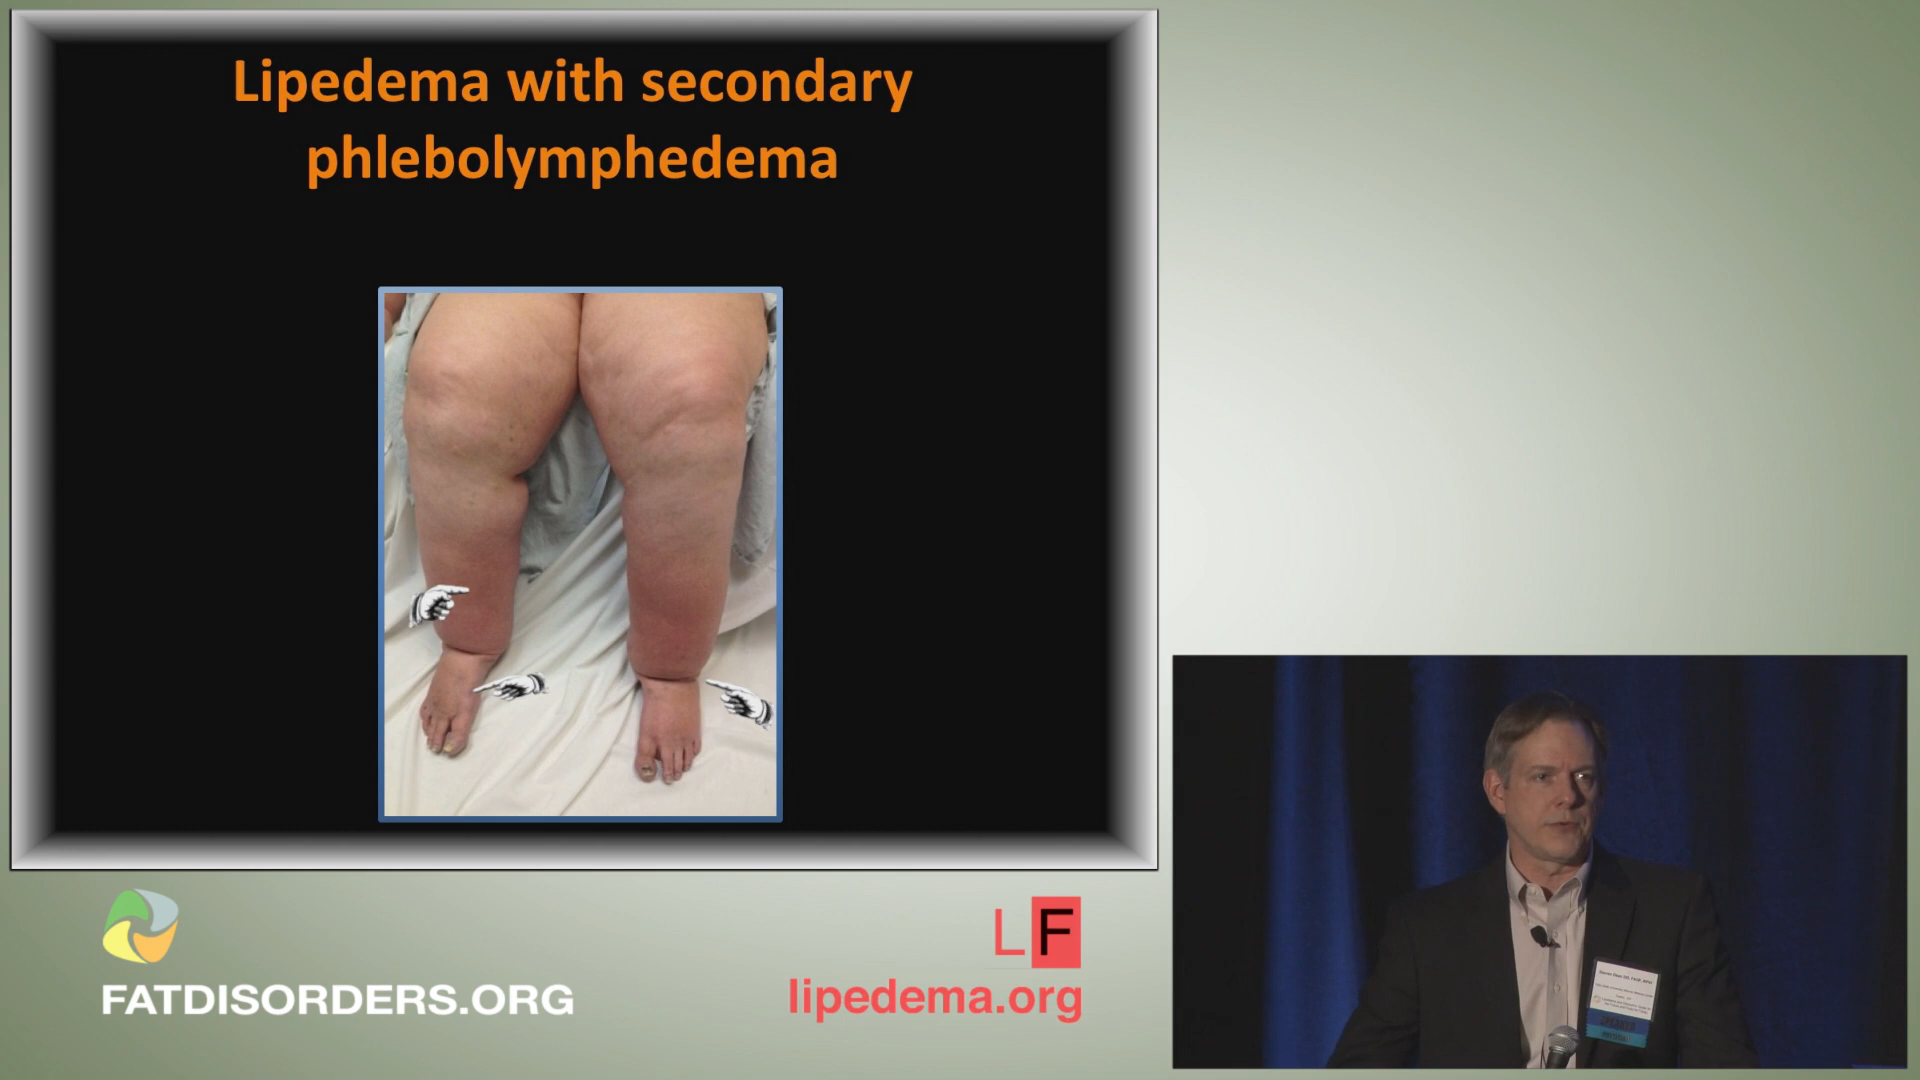 Lipedema with secondary
phlebolymphedema
FATDISORDERS.ORG
LF
lipedema.org